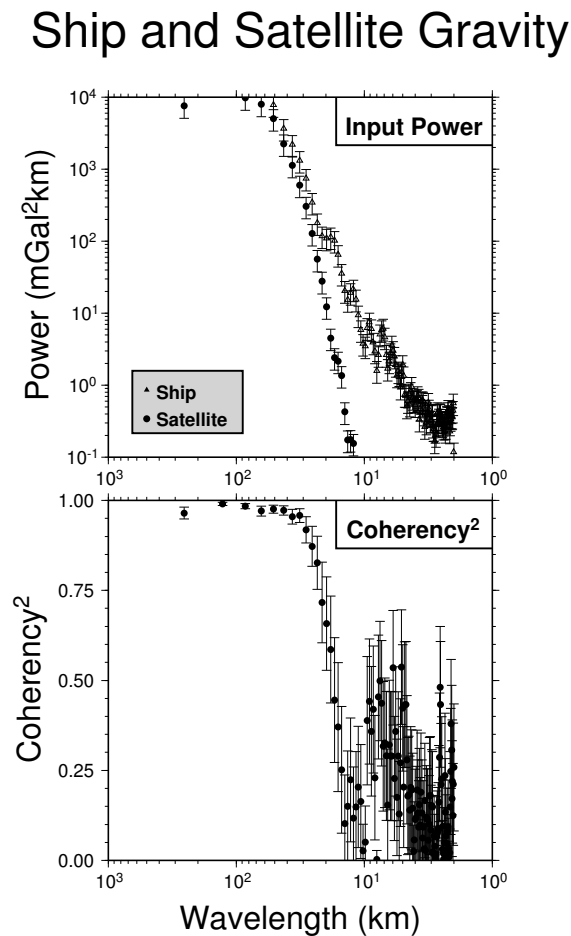 Ship and Satellite Gravity
Input Power
Power (mGal²km)
10⁴
10³
10²
10¹
10⁰
10⁻¹
Ship
Satellite
10³ 10² 10¹ 10⁰
Coherency²
Coherency²
1.00
0.75
0.50
0.25
0.00
10³ 10² 10¹ 10⁰
Wavelength (km)